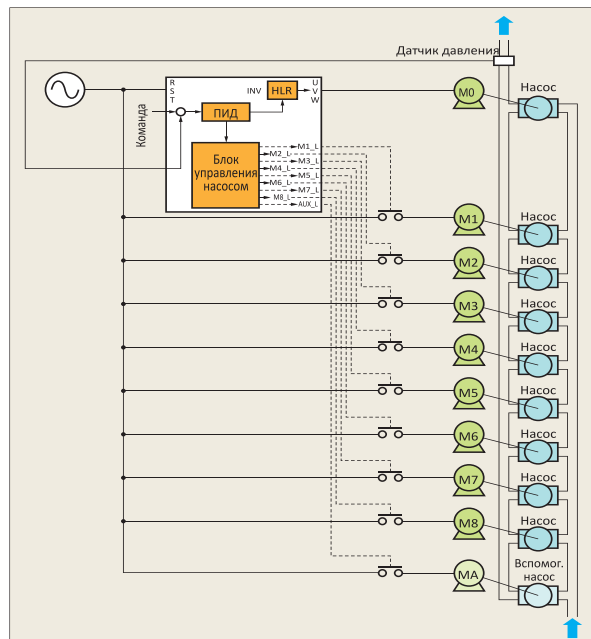 Датчик давления
R
S
T
INV
HLR
U
V
W
M0
Насос
Команда
ПИД
Блок
управления
насосом
M1_L
M2_L
M3_L
M4_L
M5_L
M6_L
M7_L
M8_L
AUX_L
M1
Насос
M2
Насос
M3
Насос
M4
Насос
M5
Насос
M6
Насос
M7
Насос
M8
Насос
MA
Вспомог.
насос